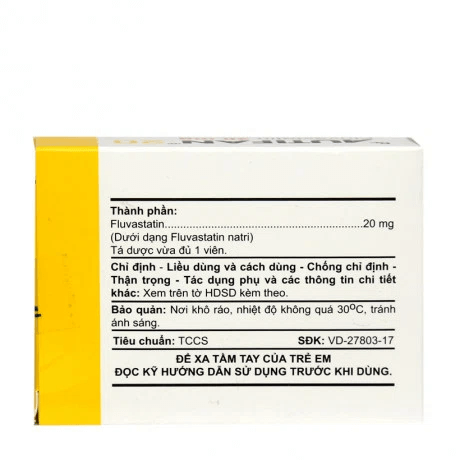 AUTIFAN 20
Thành phần:
Fluvastatin..........................................................20 mg
(Dưới dạng Fluvastatin natri)
Tá dược vừa đủ 1 viên.
Chỉ định - Liều dùng và cách dùng - Chống chỉ định -
Thận trọng - Tác dụng phụ và các thông tin chi tiết
khác: Xem trên tờ HDSD kèm theo.
Bảo quản: Nơi khô ráo, nhiệt độ không quá 30ºC, tránh
ánh sáng.
Tiêu chuẩn: TCCS SĐK: VD-27803-17
ĐỂ XA TẦM TAY CỦA TRẺ EM
ĐỌC KỸ HƯỚNG DẪN SỬ DỤNG TRƯỚC KHI DÙNG.